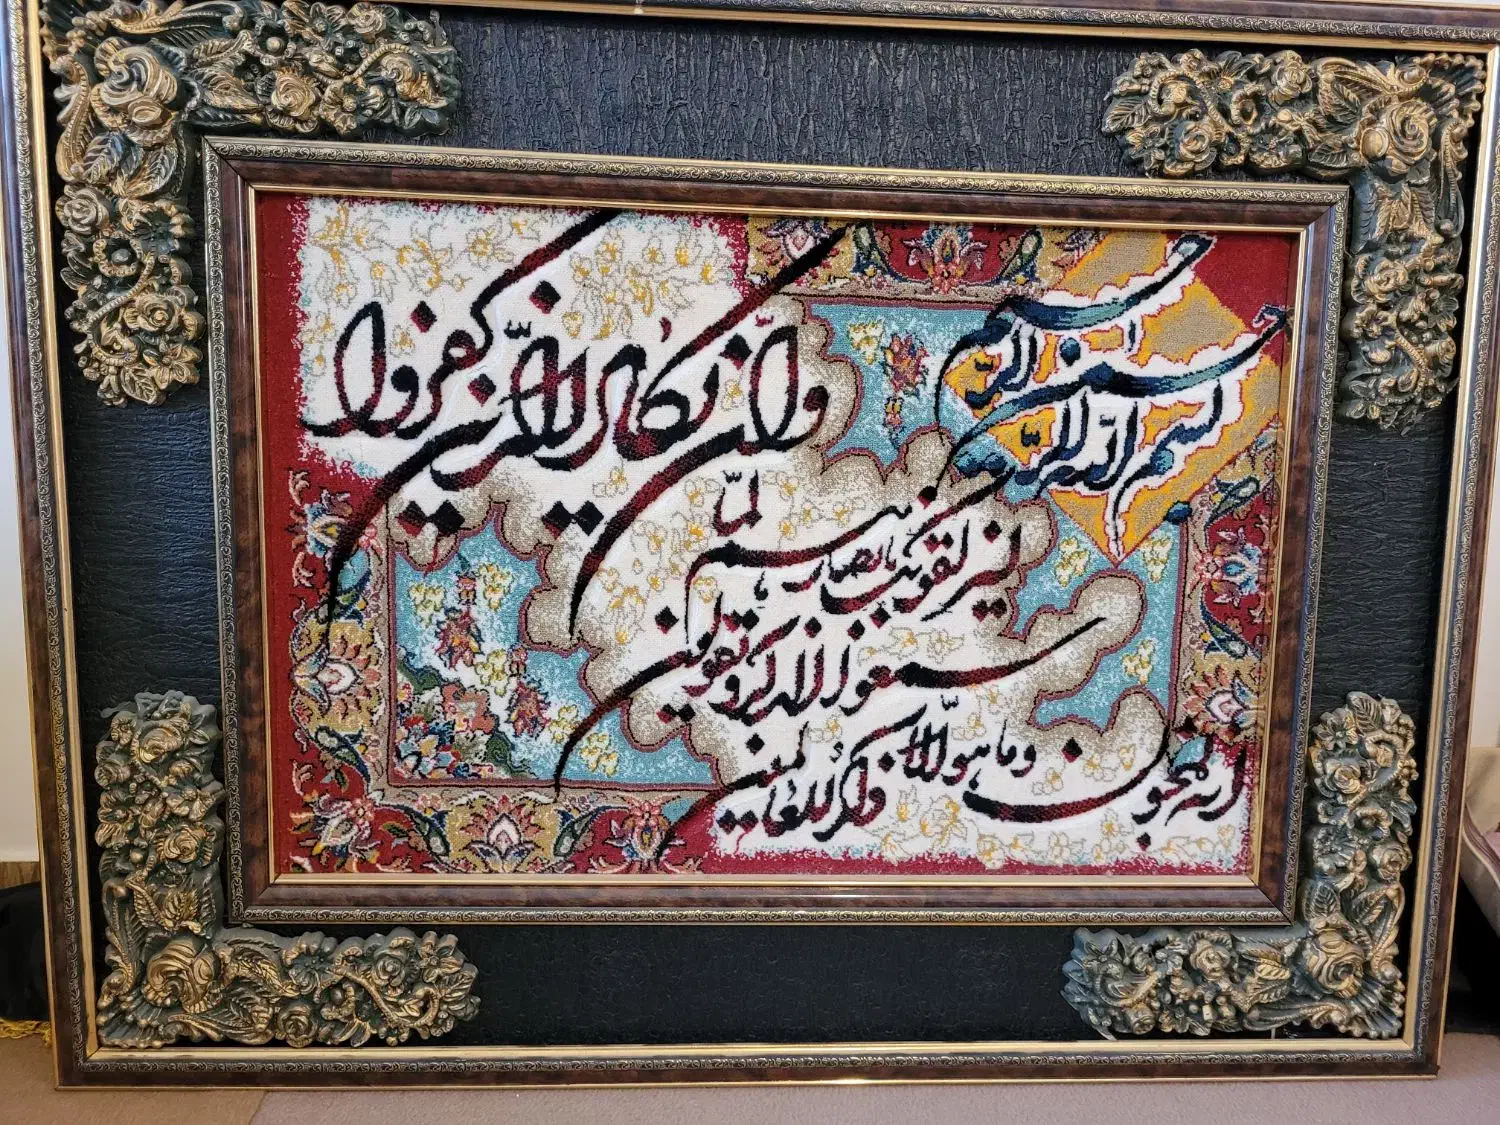 بسم الله الرحمن الرحیم
وان یکاد الذین کفروا
لیزلقونک بابصارهم لما
سمعوا الذکر و یقولون
انه لمجنون وما هو الا ذکر للعالمین